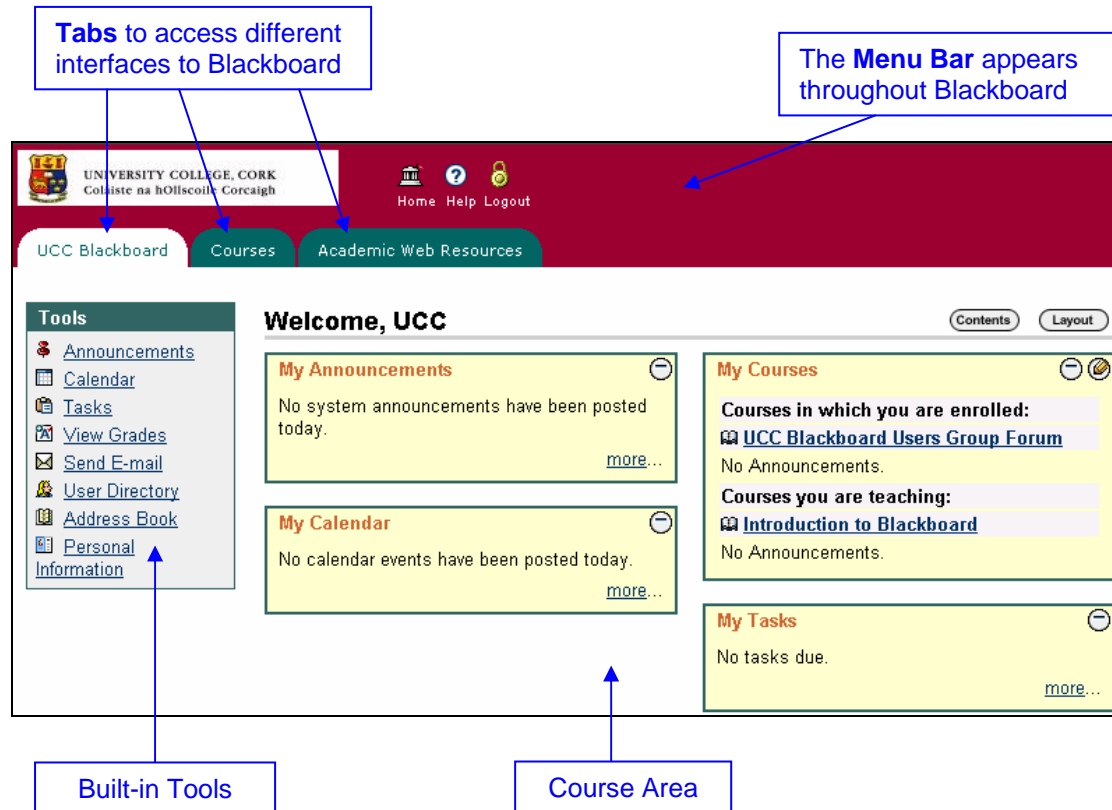 Tabs to access different
interfaces to Blackboard
The Menu Bar appears
throughout Blackboard
UNIVERSITY COLLEGE, CORK
Coláiste na hOllscoile Corcaigh
Home Help Logout
UCC Blackboard Courses Academic Web Resources
Tools
Announcements
Calendar
Tasks
View Grades
Send E-mail
User Directory
Address Book
Personal
Information
Welcome, UCC
Contents Layout
My Announcements
No system announcements have been posted
today.
more...
My Calendar
No calendar events have been posted today.
more...
My Courses
Courses in which you are enrolled:
UCC Blackboard Users Group Forum
No Announcements.
Courses you are teaching:
Introduction to Blackboard
No Announcements.
My Tasks
No tasks due.
more...
Built-in Tools
Course Area